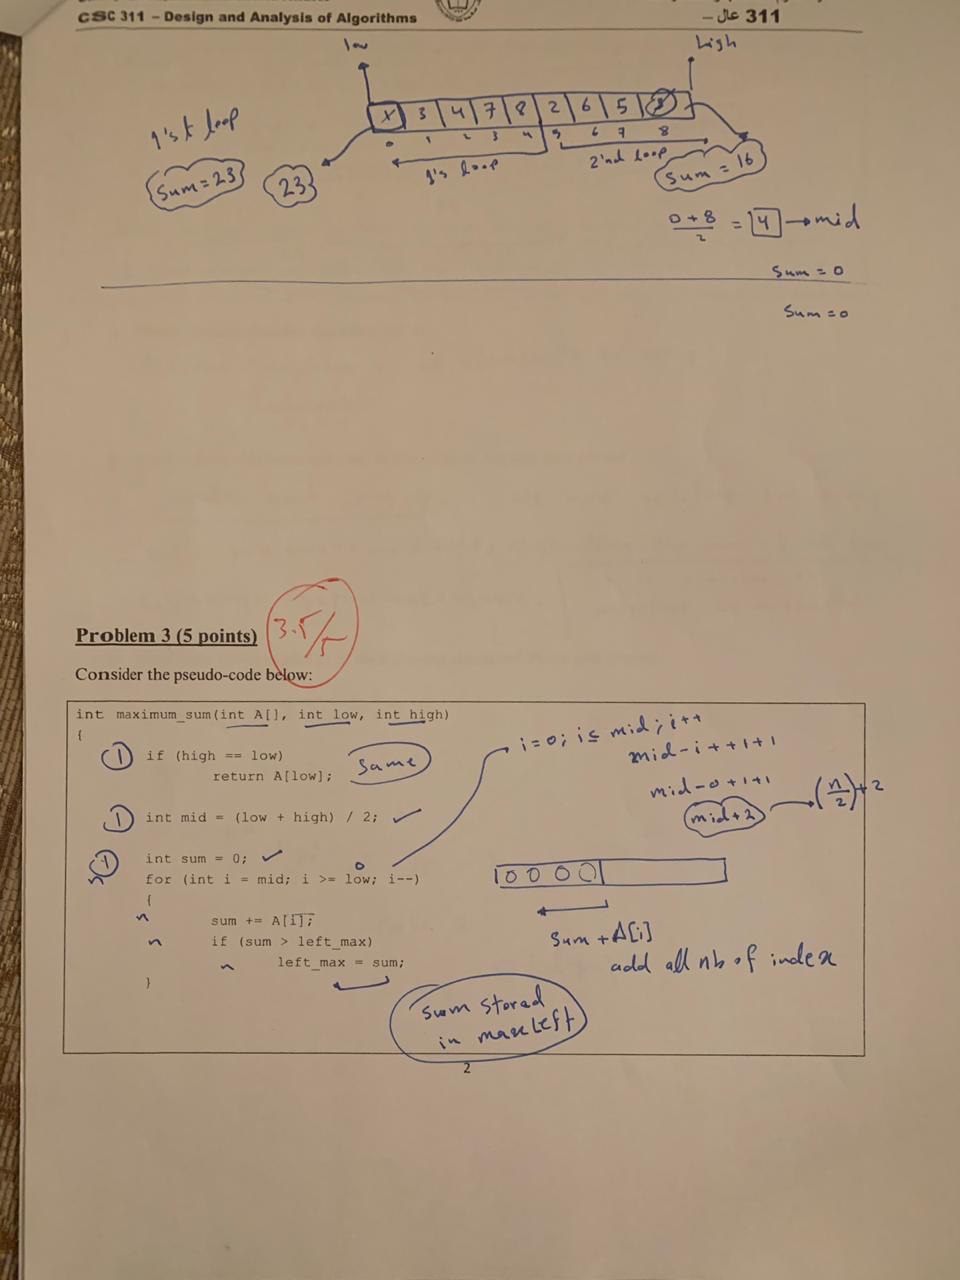 CSC 311 – Design and Analysis of Algorithms
311 عال –
low
high
X 3 4 7 8 2 6 5
0 1 2 3 4 5 6 7 8
1'st loop
1's loop
2'nd loop
Sum = 23
23
Sum = 16
0 + 8 / 2 = 4 → mid
Sum = 0
Sum = 0
Problem 3 (5 points)
3.5/5
Consider the pseudo-code below:
int maximum_sum(int A[], int low, int high)
{
1 if (high == low)
return A[low];
Same
1 int mid = (low + high) / 2; ✓
1 int sum = 0; ✓
0
n for (int i = mid; i >= low; i--)
{
n sum += A[i];
n if (sum > left_max)
n left_max = sum;
}
i=0; i≤ mid; i++
mid-i++1+1
mid-0+1+1
mid+2 → (n/2)+2
0 0 0 0
Sum + A[i]
add all nb of index
sum stored
in maxLeft
2